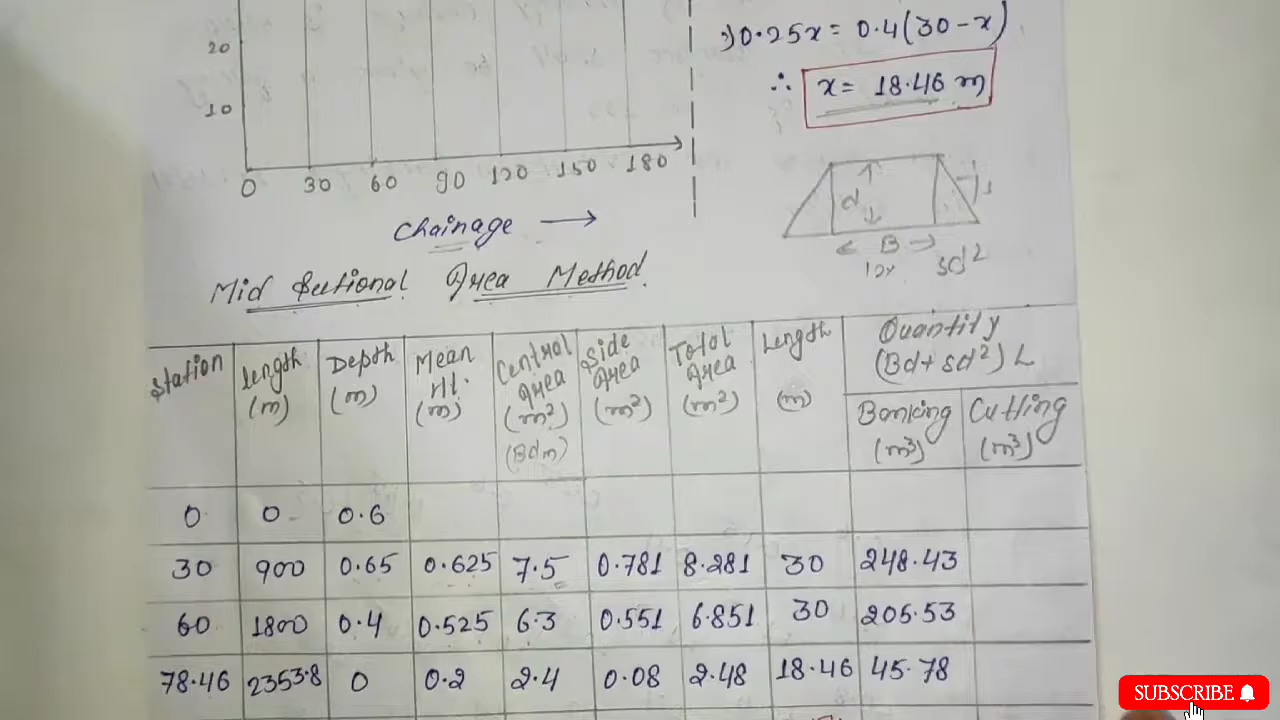 :) 0.25x = 0.4(30-x)
20
∴ x = 18.46 m
10
0 30 60 90 120 150 180
d
B
sd²
Chainage →
Mid Sectional Area Method
Station length (m) Depth (m) Mean Ht. (m) Central Area (m²) (Bdm) Side Area (m²) Total Area (m²) Length (m) Quantity (Bd+sd²) L
Banking (m³) Cutting (m³)
0 0 0.6
30 900 0.65 0.625 7.5 0.781 8.281 30 248.43
60 1800 0.4 0.525 6.3 0.551 6.851 30 205.53
78.46 2353.8 0 0.2 2.4 0.08 2.48 18.46 45.78
SUBSCRIBE